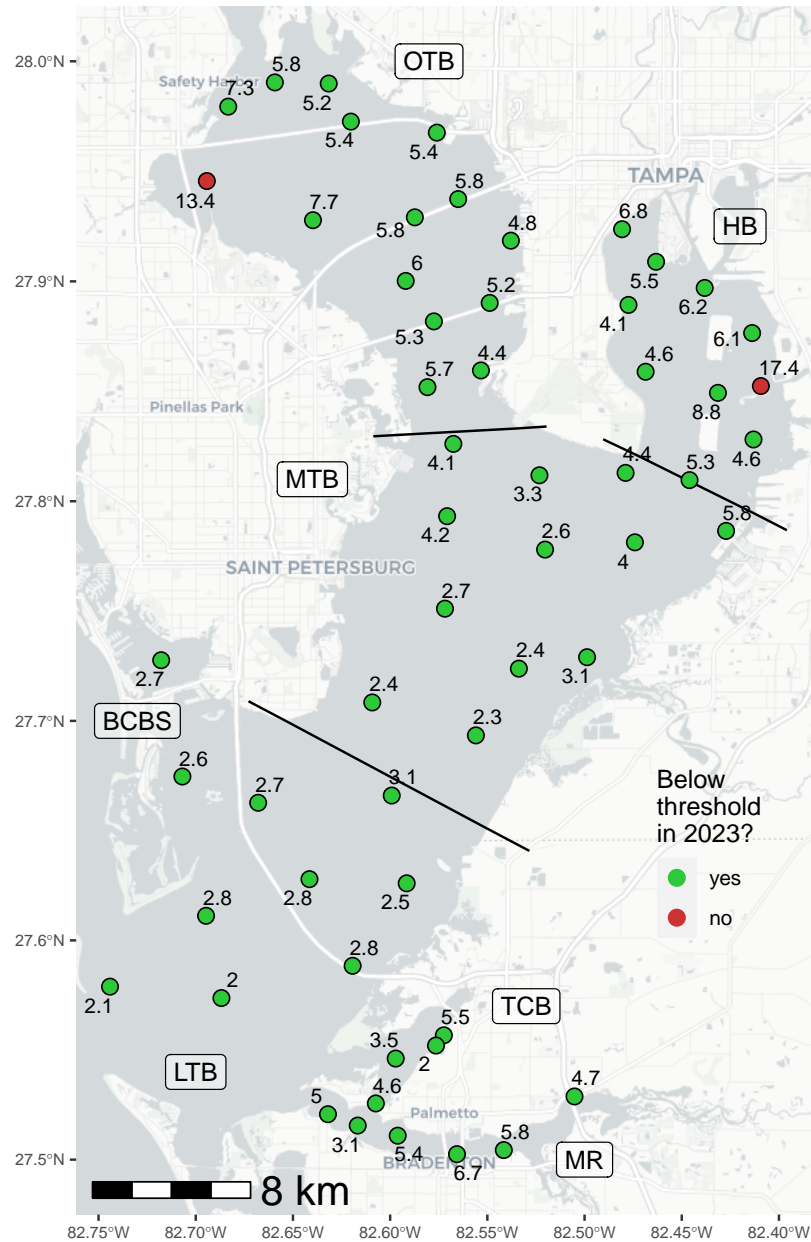 28.0°N
OTB
5.8
Safety Harbor
7.3
5.2
5.4
5.4
TAMPA
13.4
7.7
5.8
5.8
4.8
6.8
HB
27.9°N
6
5.2
5.5
6.2
5.3
4.1
6.1
5.7
4.4
4.6
17.4
Pinellas Park
8.8
4.1
4.4
4.6
MTB
3.3
5.3
27.8°N
4.2
2.6
4
5.8
SAINT PETERSBURG
2.7
2.7
2.4
2.4
3.1
27.7°N
BCBS
2.3
2.6
2.7
3.1
Below
threshold
in 2023?
yes
no
2.8
2.8
2.5
27.6°N
2.8
2.1
2
TCB
5.5
3.5
2
LTB
4.6
4.7
5
Palmetto
3.1
5.4
5.8
BRADENTON
6.7
MR
27.5°N
8 km
82.75°W 82.70°W 82.65°W 82.60°W 82.55°W 82.50°W 82.45°W 82.40°W